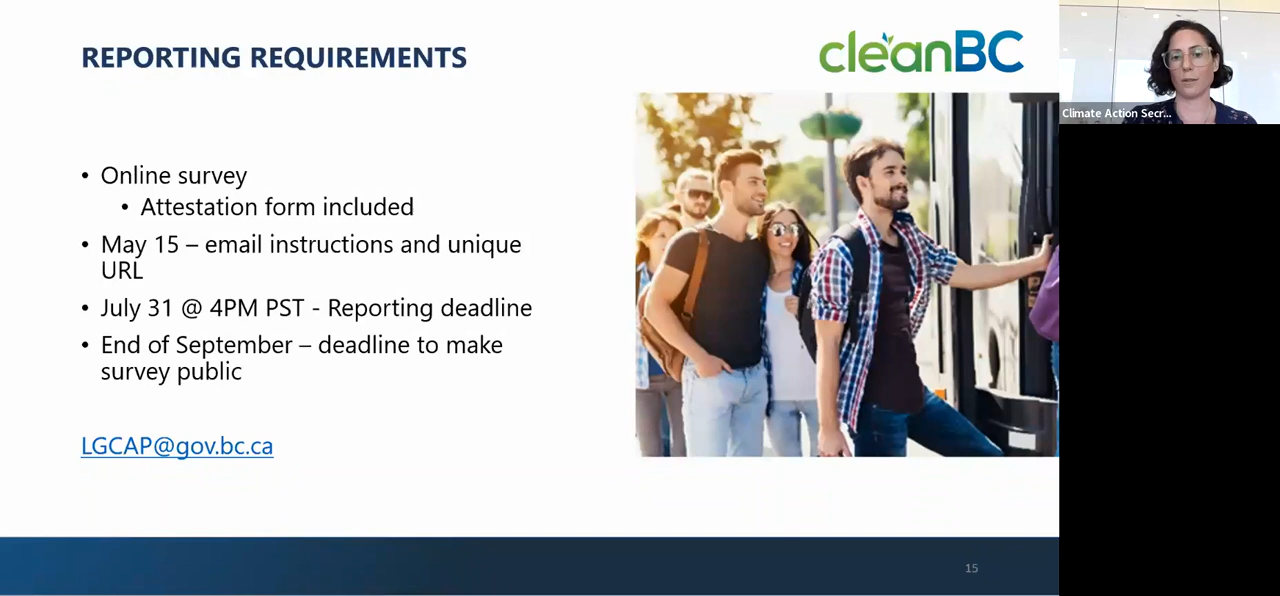 REPORTING REQUIREMENTS
cleanBC
Climate Action Secr...
• Online survey
• Attestation form included
• May 15 – email instructions and unique
URL
• July 31 @ 4PM PST - Reporting deadline
• End of September – deadline to make
survey public
LGCAP@gov.bc.ca
15